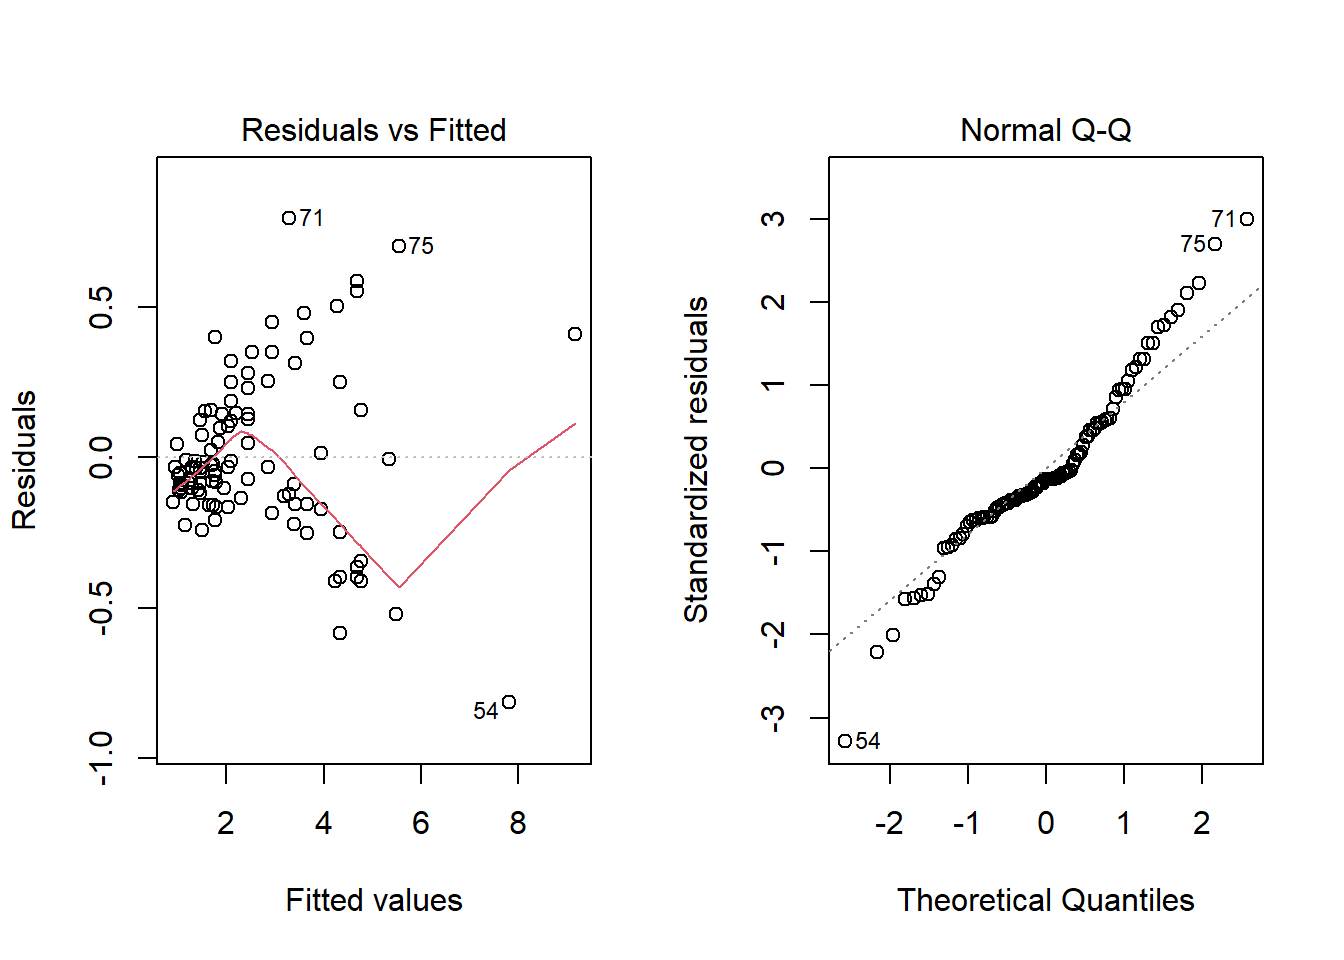 Residuals vs Fitted
71
75
54
0.5
0.0
-0.5
-1.0
Residuals
2 4 6 8
Fitted values
Normal Q-Q
71
75
54
3
2
1
0
-1
-2
-3
Standardized residuals
-2 -1 0 1 2
Theoretical Quantiles